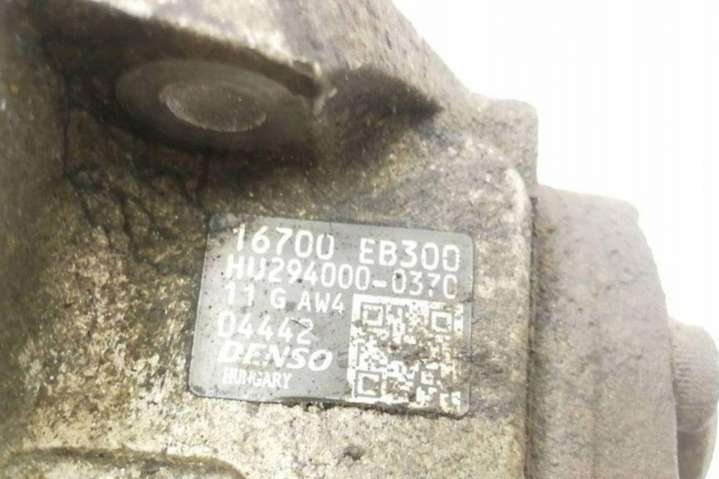 16700 EB300
HU294000-0370
11 G AW4
04442
DENSO
HUNGARY